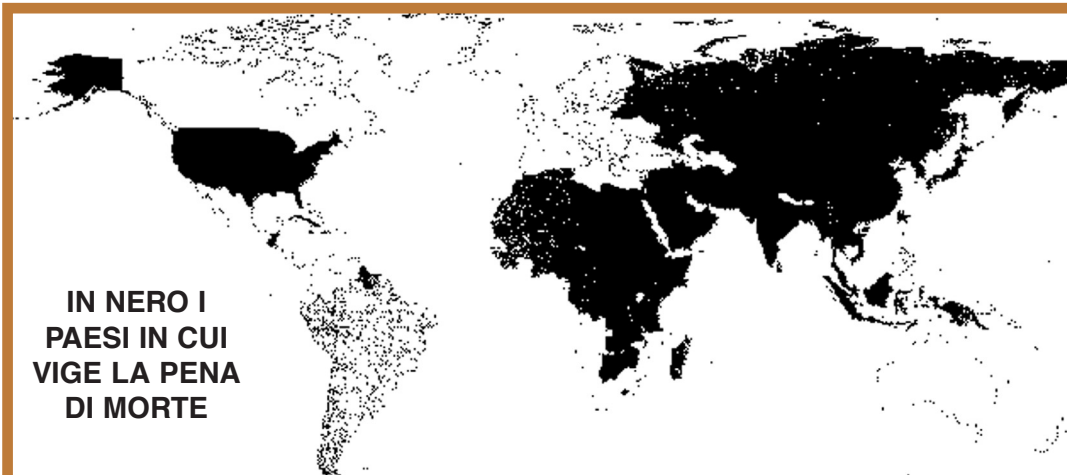 IN NERO I
PAESI IN CUI
VIGE LA PENA
DI MORTE